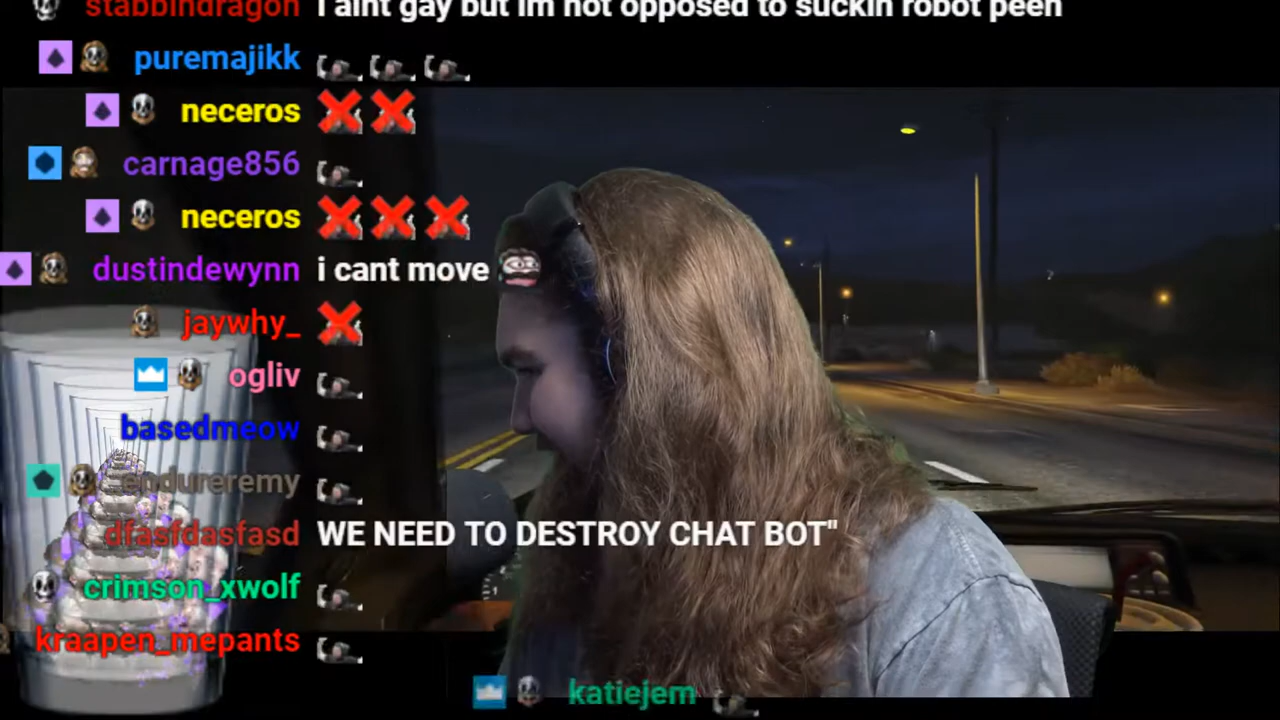 stabbindragon i aint gay but im not opposed to suckin robot peen
puremajikk
neceros
carnage856
neceros
dustindewynn i cant move
jaywhy_
ogliv
basedmeow
endureremy
dfasfdasfasd WE NEED TO DESTROY CHAT BOT"
crimson_xwolf
kraapen_mepants
katiejem